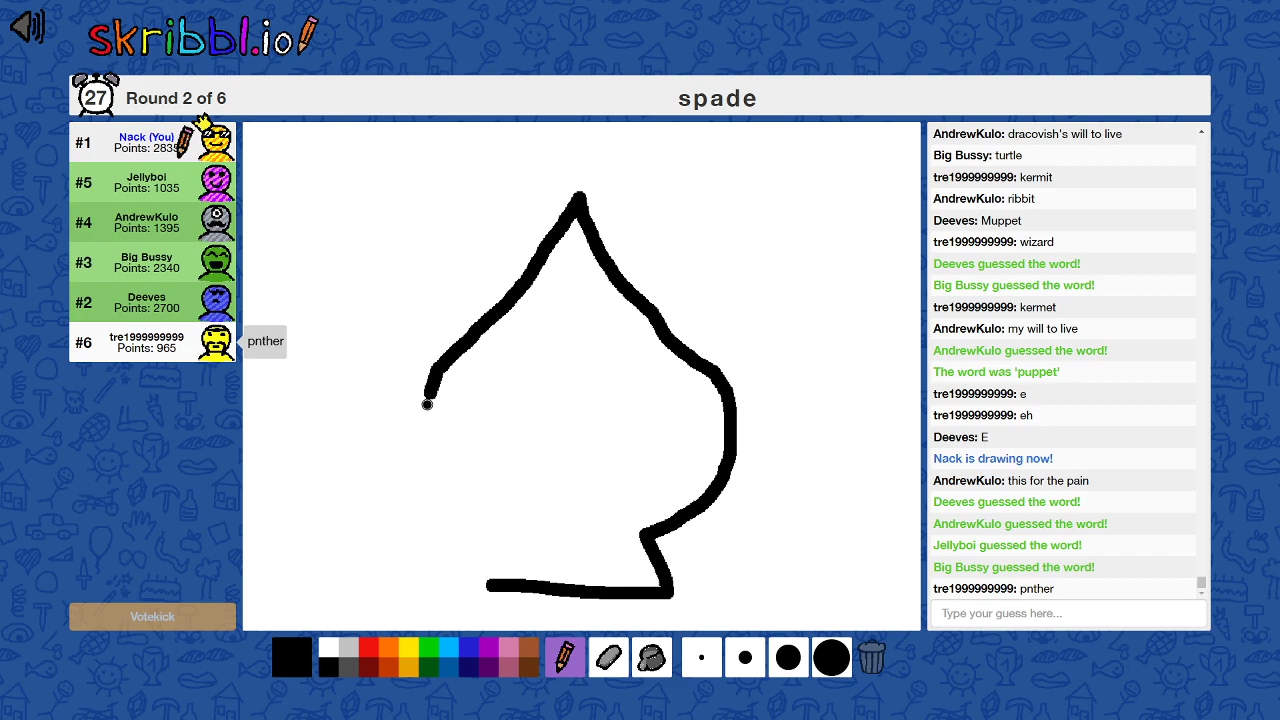 skribbl.io
27
Round 2 of 6
spade
#1
Nack (You)
Points: 2835
#5
Jellyboi
Points: 1035
#4
AndrewKulo
Points: 1395
#3
Big Bussy
Points: 2340
#2
Deeves
Points: 2700
#6
tre1999999999
Points: 965
pnther
Votekick
AndrewKulo: dracovish's will to live
Big Bussy: turtle
tre1999999999: kermit
AndrewKulo: ribbit
Deeves: Muppet
tre1999999999: wizard
Deeves guessed the word!
Big Bussy guessed the word!
tre1999999999: kermet
AndrewKulo: my will to live
AndrewKulo guessed the word!
The word was 'puppet'
tre1999999999: e
tre1999999999: eh
Deeves: E
Nack is drawing now!
AndrewKulo: this for the pain
Deeves guessed the word!
AndrewKulo guessed the word!
Jellyboi guessed the word!
Big Bussy guessed the word!
tre1999999999: pnther
Type your guess here...